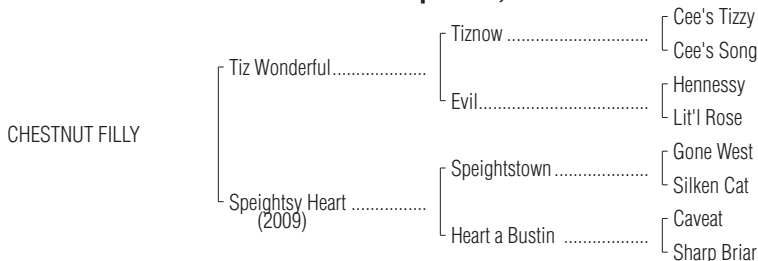 Cee's Tizzy
Tiznow ......................................
Cee's Song
Tiz Wonderful.....................
Hennessy
Evil..............................................
Lit'l Rose
CHESTNUT FILLY
Gone West
Speightstown .........................
Silken Cat
Speightsy Heart ................
(2009)
Caveat
Heart a Bustin .......................
Sharp Briar